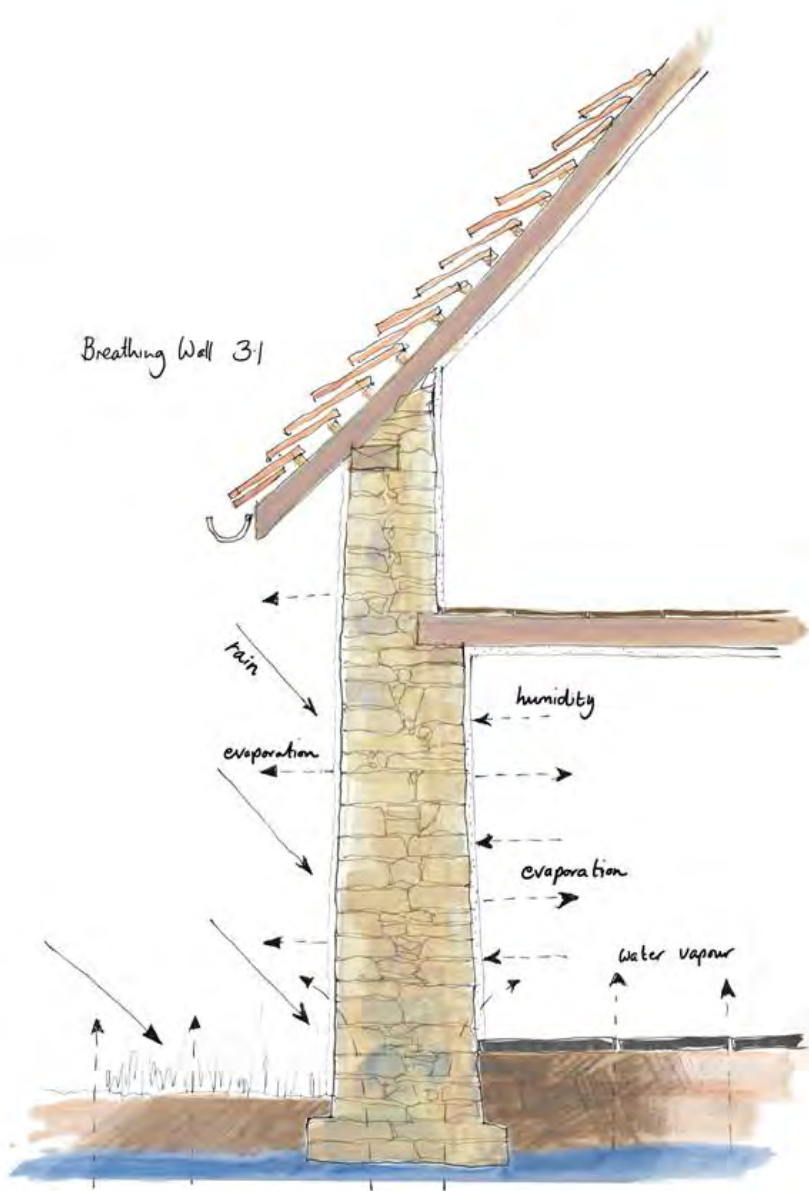 Breathing Wall 3.1
rain
humidity
evaporation
evaporation
water vapour